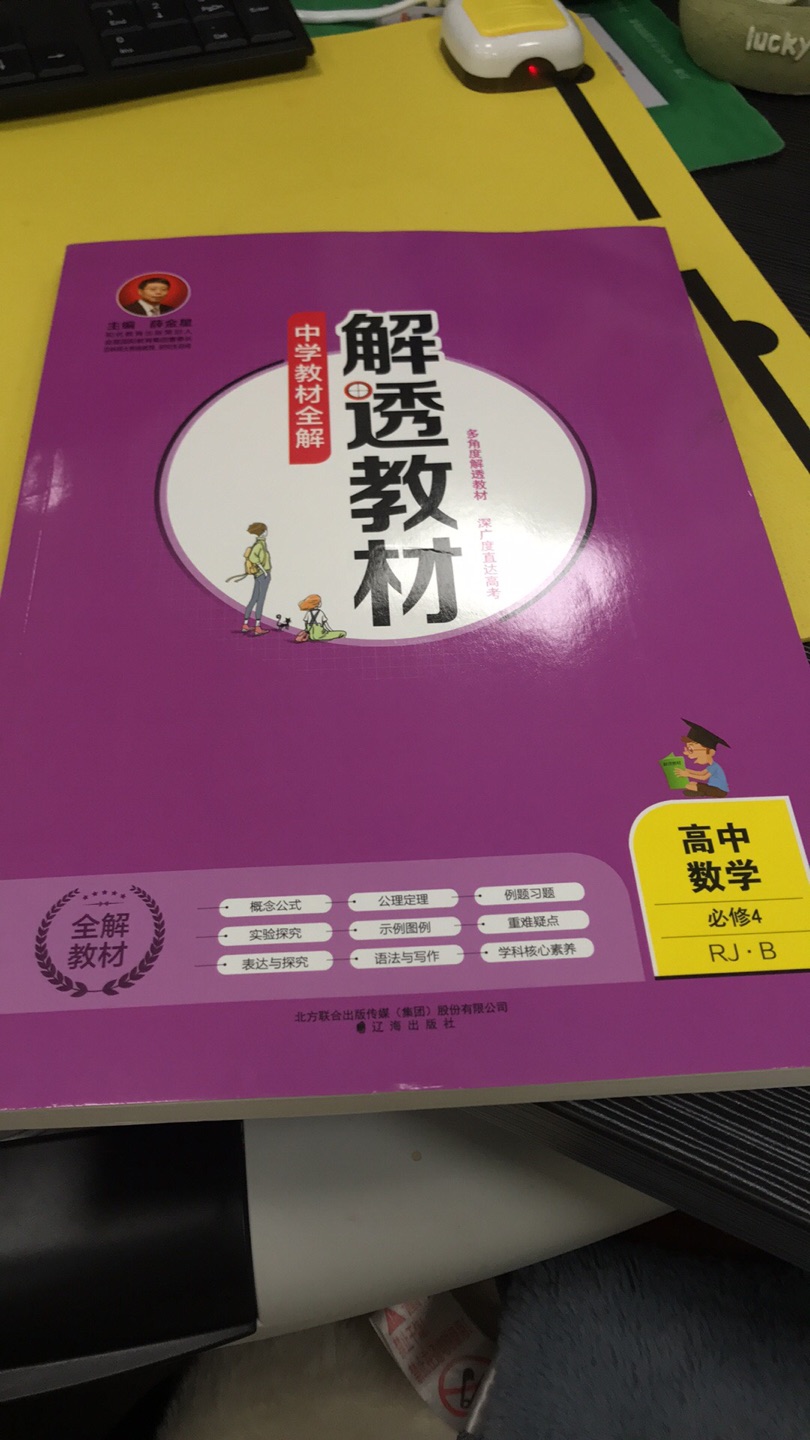 lucky
主编 薛金星
中学教材全解
解透教材
多角度解透教材 深广度直达高考
高中
数学
必修4
RJ·B
全解
教材
概念公式
公理定理
例题习题
实验探究
示例图例
重难疑点
表达与探究
语法与写作
学科核心素养
北方联合出版传媒（集团）股份有限公司
辽海出版社